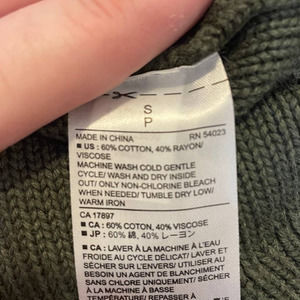 S
P
MADE IN CHINA RN 54023
■ US: 60% COTTON, 40% RAYON/
VISCOSE
MACHINE WASH COLD GENTLE
CYCLE/ WASH AND DRY INSIDE
OUT/ ONLY NON-CHLORINE BLEACH
WHEN NEEDED/ TUMBLE DRY LOW/
WARM IRON
CA 17897
■ CA : 60% COTTON, 40% VISCOSE
■ JP : 60% 綿, 40% レーヨン
■ CA : LAVER À LA MACHINE À L'EAU
FROIDE AU CYCLE DÉLICAT/ LAVER ET
SÉCHER SUR L'ENVERS/ AU BESOIN
BESOIN UN AGENT DE BLANCHIMENT
SANS CHLORE UNIQUEMENT/ SÉCHER
À LA MACHINE À BASSE
TEMPÉRATURE/ REPASSER À